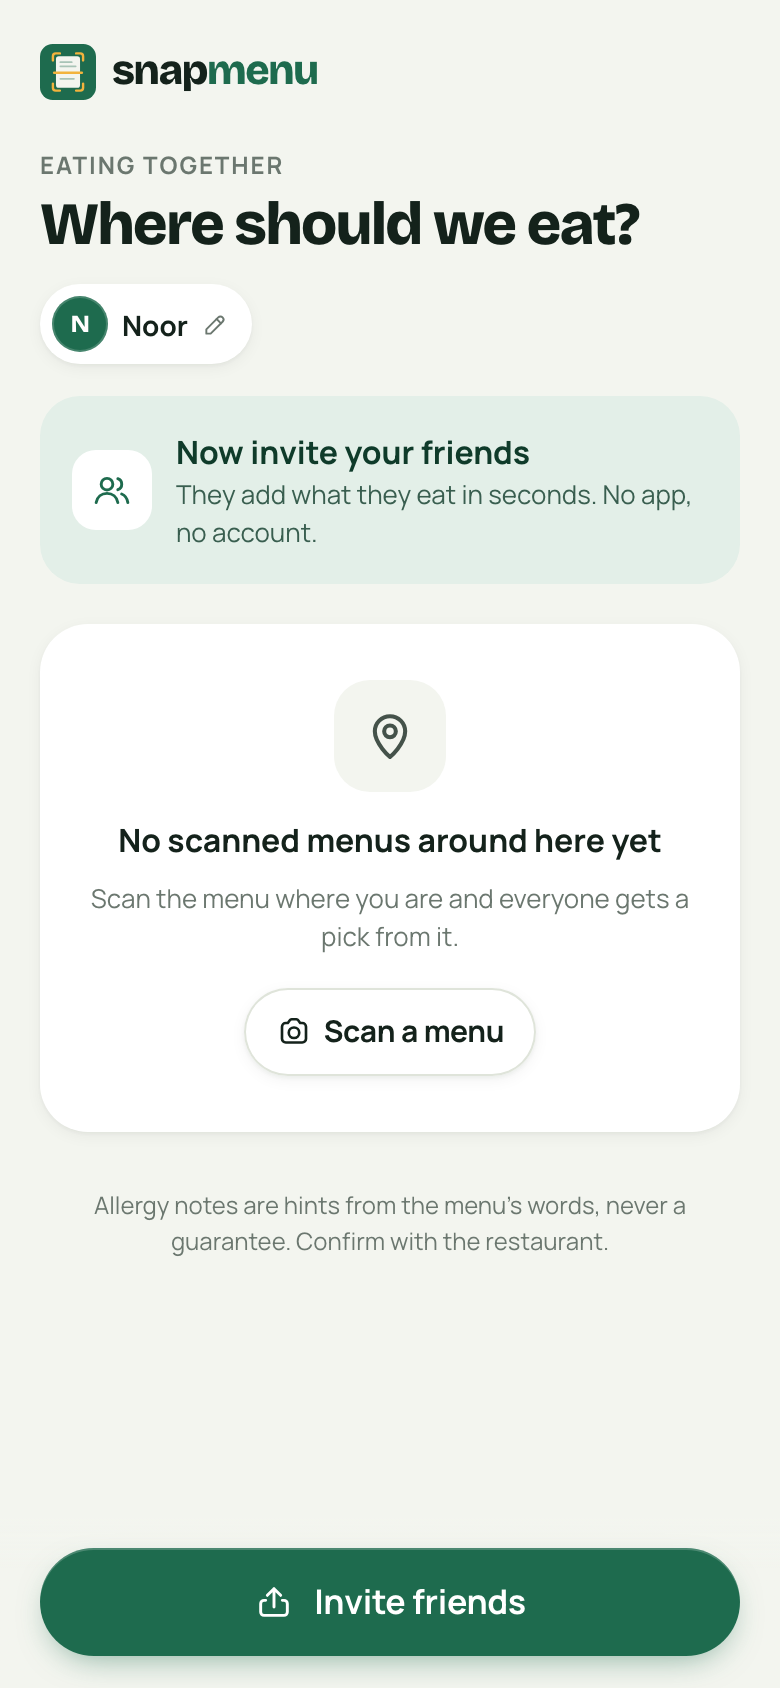 snapmenu
EATING TOGETHER
Where should we eat?
N
Noor
Now invite your friends
They add what they eat in seconds. No app,
no account.
No scanned menus around here yet
Scan the menu where you are and everyone gets a
pick from it.
Scan a menu
Allergy notes are hints from the menu’s words, never a
guarantee. Confirm with the restaurant.
Invite friends